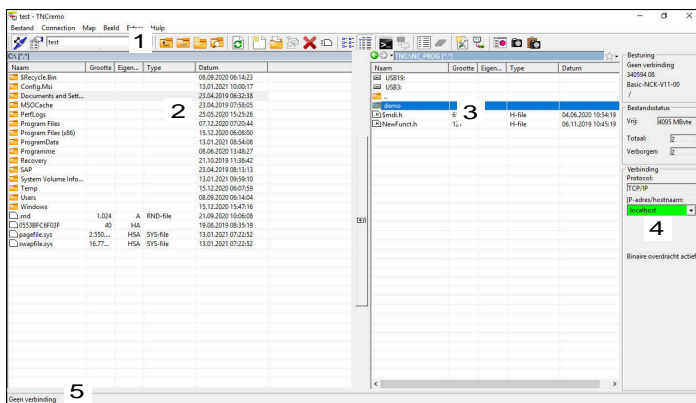 test - TNCremo
Bestand Connection Map Beeld Extras Hulp
test
1
C:\ [*.*]
Naam Grootte Eigen... Type Datum
SRecycle.Bin 08.09.2020 06:14:23
Config.Msi 13.01.2021 10:00:17
Documents and Sett... 23.04.2019 06:32:38
MSOCache 23.04.2019 07:58:05
PerfLogs 25.05.2020 15:25:26
Program Files 07.12.2020 07:20:44
Program Files (x86) 15.12.2020 06:08:00
ProgramData 13.01.2021 08:54:08
Programme 08.06.2020 13:48:27
Recovery 21.10.2019 11:36:42
SAP 23.04.2019 08:13:13
System Volume Info... 13.01.2021 09:59:10
Temp 15.12.2020 06:07:59
Users 08.09.2020 06:14:04
Windows 15.12.2020 15:47:16
.rnd 1.024 A RND-file 21.09.2020 10:06:08
0553BFC6F03F 40 HA 19.08.2019 08:35:19
pagefile.sys 2.550.... HSA SYS-file 13.01.2021 07:22:52
swapfile.sys 16.77... HSA SYS-file 13.01.2021 07:22:52
2
TNC:\NC_PROG [*.*]
Naam Grootte Eigen... Type Datum
USB19:
USB3:
..
demo
$mdi.h H-file 04.06.2020 10:54:19
NewFunct.h H-file 06.11.2019 10:45:19
3
Besturing
Geen verbinding
340594 08
Basic-NCK-V11-00
/
Bestandsstatus
Vrij: 4095 MByte
Totaal: 2
Verborgen: 2
Verbinding
Protocol:
TCP/IP
IP-adres/hostnaam:
localhost
4
Binaire overdracht actief
5
Geen verbinding